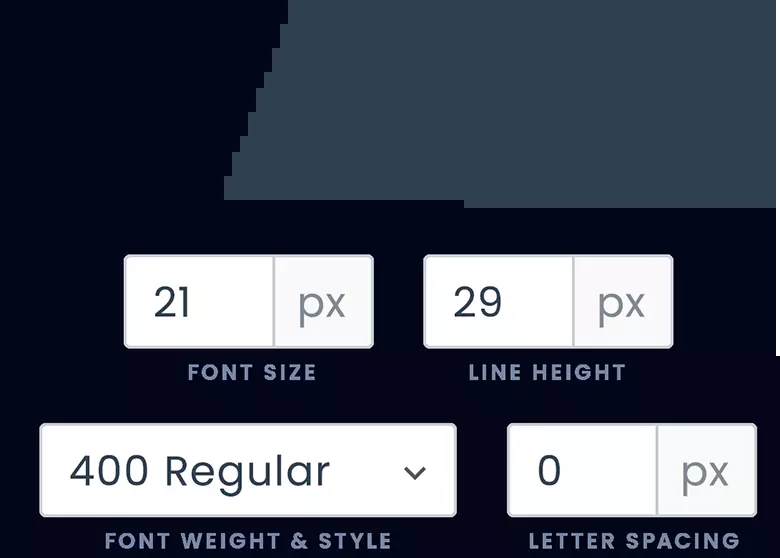 21 px 29 px
FONT SIZE LINE HEIGHT
400 Regular 0 px
FONT WEIGHT & STYLE LETTER SPACING